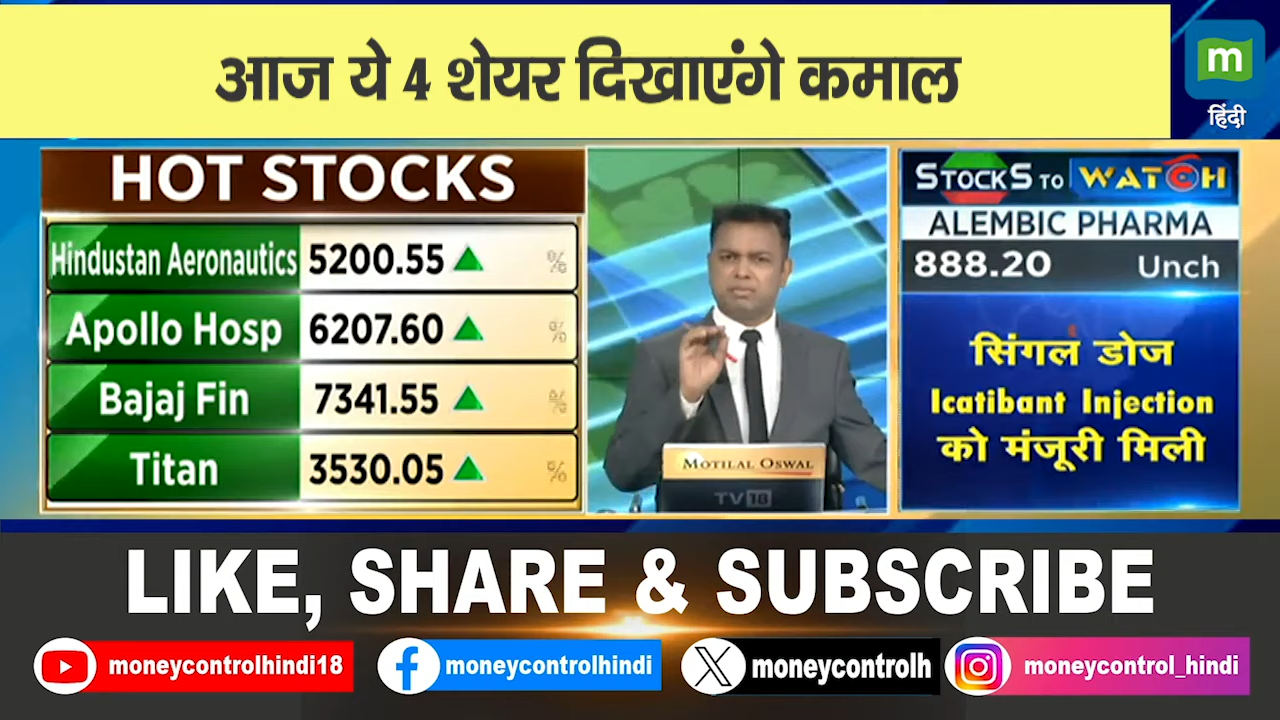 आज ये 4 शेयर दिखाएंगे कमाल
m
हिंदी
HOT STOCKS
Hindustan Aeronautics 5200.55 %
Apollo Hosp 6207.60 %
Bajaj Fin 7341.55 %
Titan 3530.05 %
MOTILAL OSWAL
TV18
STOCKS TO WATCH
ALEMBIC PHARMA
888.20 Unch
सिंगल डोज
Icatibant Injection
को मंजूरी मिली
LIKE, SHARE & SUBSCRIBE
moneycontrolhindi18 moneycontrolhindi moneycontrolh moneycontrol_hindi